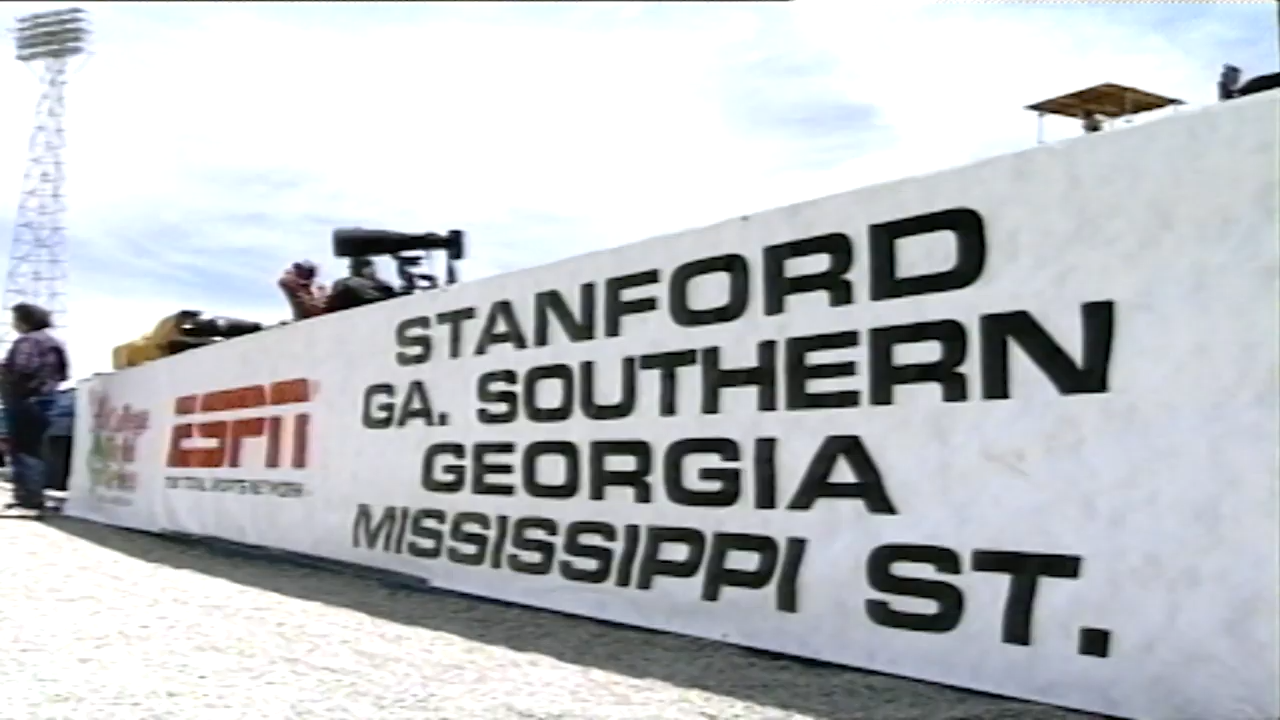 ESPN
STANFORD
GA. SOUTHERN
GEORGIA
MISSISSIPPI ST.